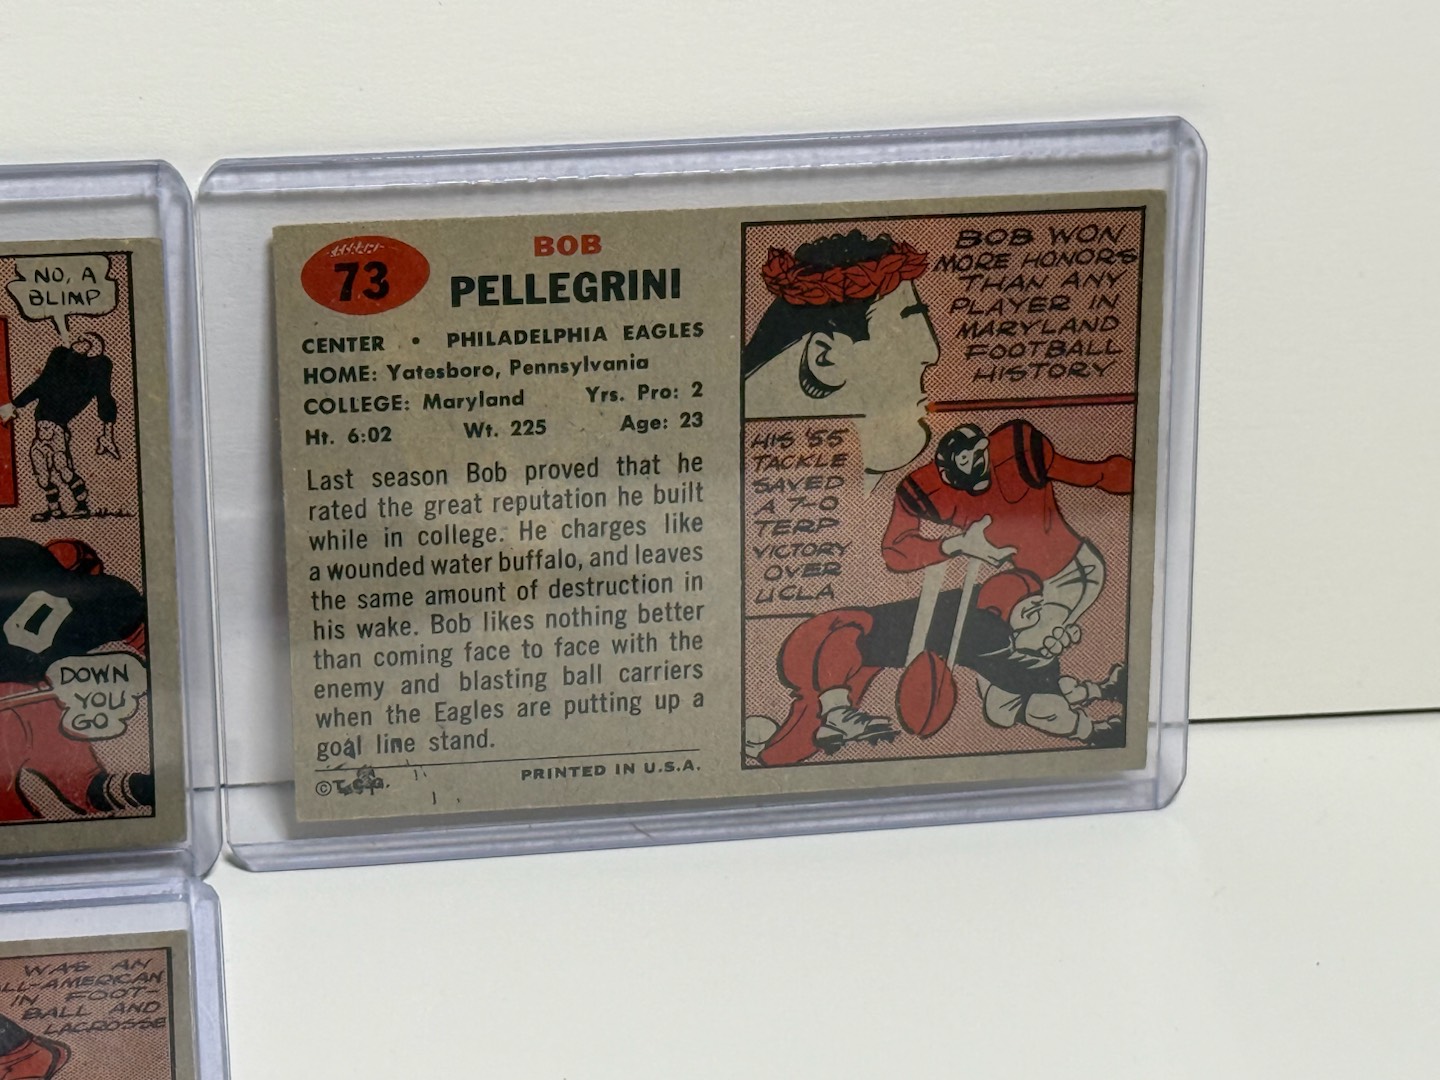 NO, A
BLIMP
0
DOWN
YOU
GO
73
BOB
PELLEGRINI
CENTER • PHILADELPHIA EAGLES
HOME: Yatesboro, Pennsylvania
COLLEGE: Maryland Yrs. Pro: 2
Ht. 6:02 Wt. 225 Age: 23
Last season Bob proved that he
rated the great reputation he built
while in college. He charges like
a wounded water buffalo, and leaves
the same amount of destruction in
his wake. Bob likes nothing better
than coming face to face with the
enemy and blasting ball carriers
when the Eagles are putting up a
goal line stand.
© T.C.G. PRINTED IN U.S.A.
BOB WON
MORE HONORS
THAN ANY
PLAYER IN
MARYLAND
FOOTBALL
HISTORY
HIS '55
TACKLE
SAVED
A 7-0
TERP
VICTORY
OVER
UCLA
WAS AN
LL-AMERICAN
IN FOOT-
BALL AND
LACROSSE